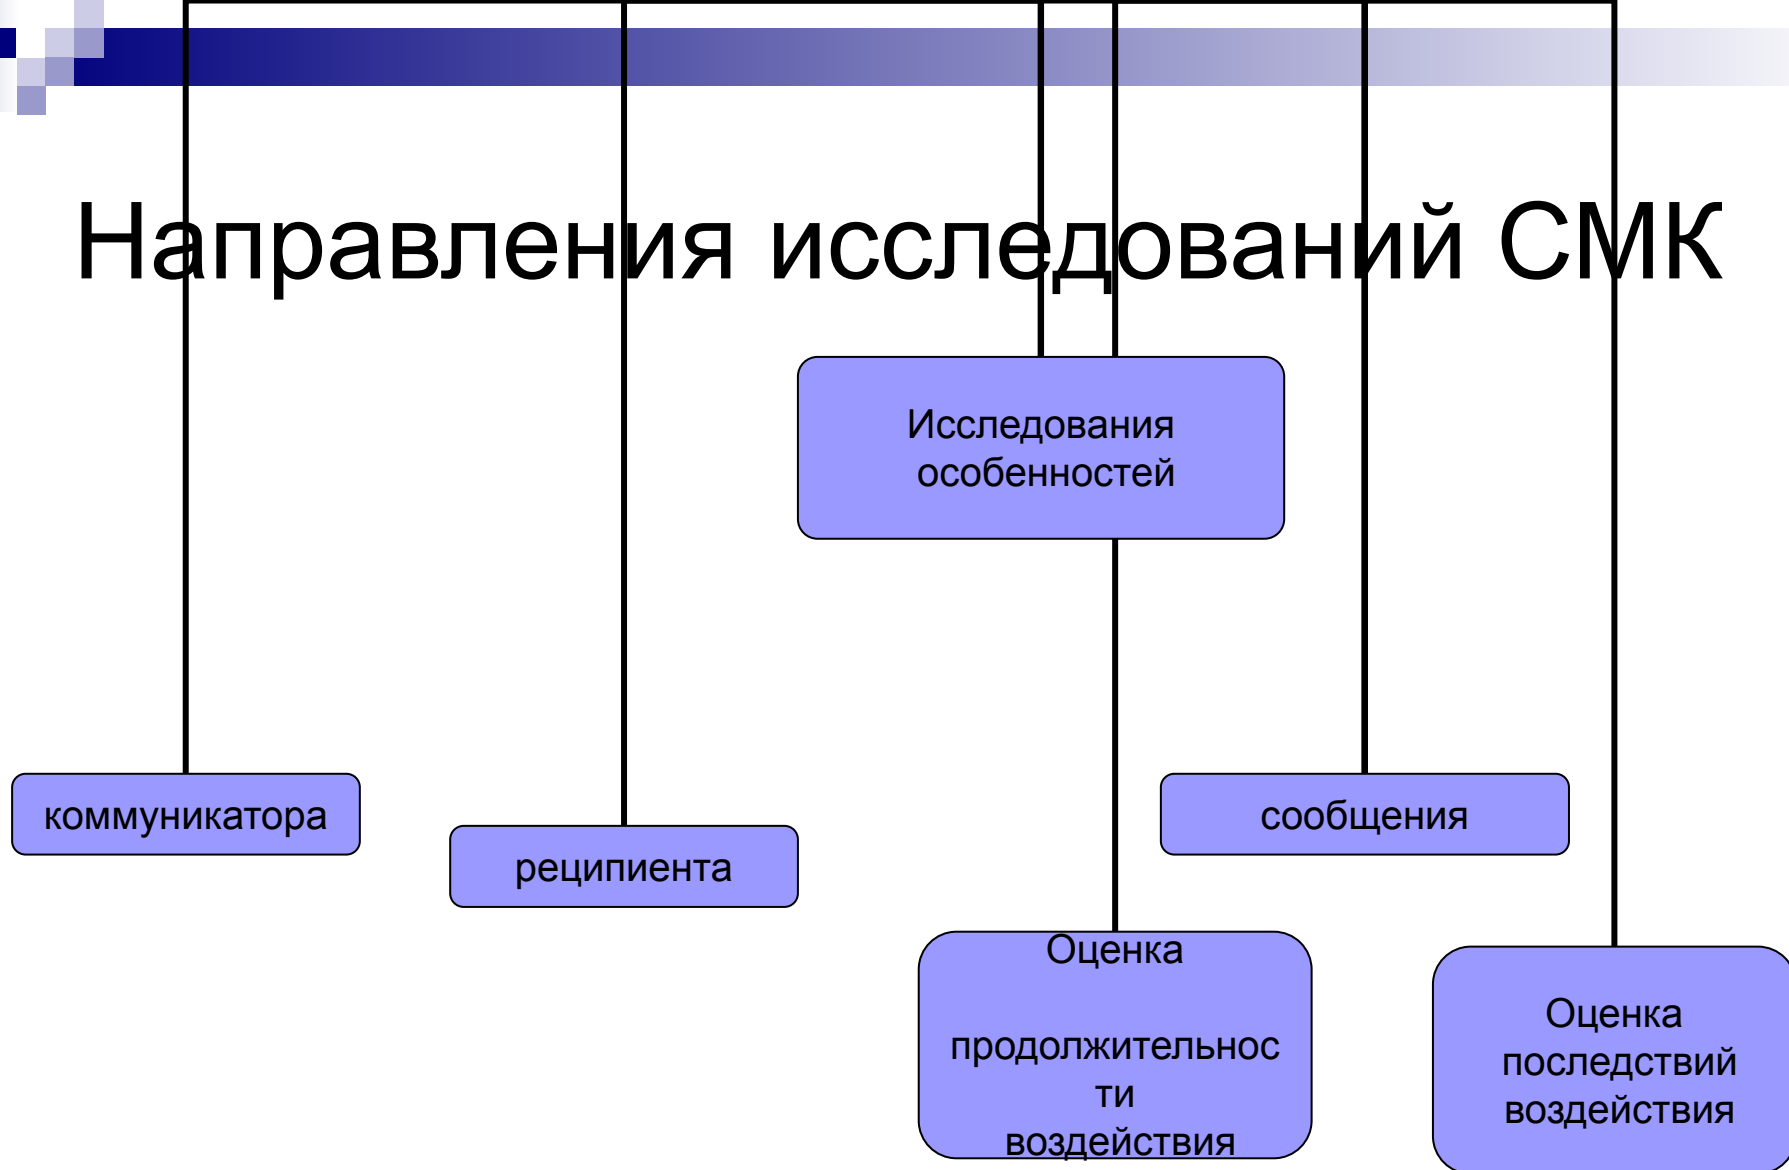 Направления исследований СМК
Исследования
особенностей
коммуникатора
реципиента
сообщения
Оценка
продолжительнос
ти
воздействия
Оценка
последствий
воздействия